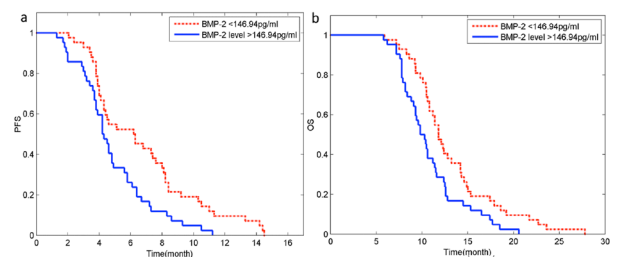 a
BMP-2 <146.94pg/ml
BMP-2 level >146.94pg/ml
1
0.8
0.6
0.4
0.2
0
PFS
0 2 4 6 8 10 12 14 16
Time(month)
b
BMP-2 <146.94pg/ml
BMP-2 level >146.94pg/ml
1
0.8
0.6
0.4
0.2
0
OS
0 5 10 15 20 25 30
Time(month)